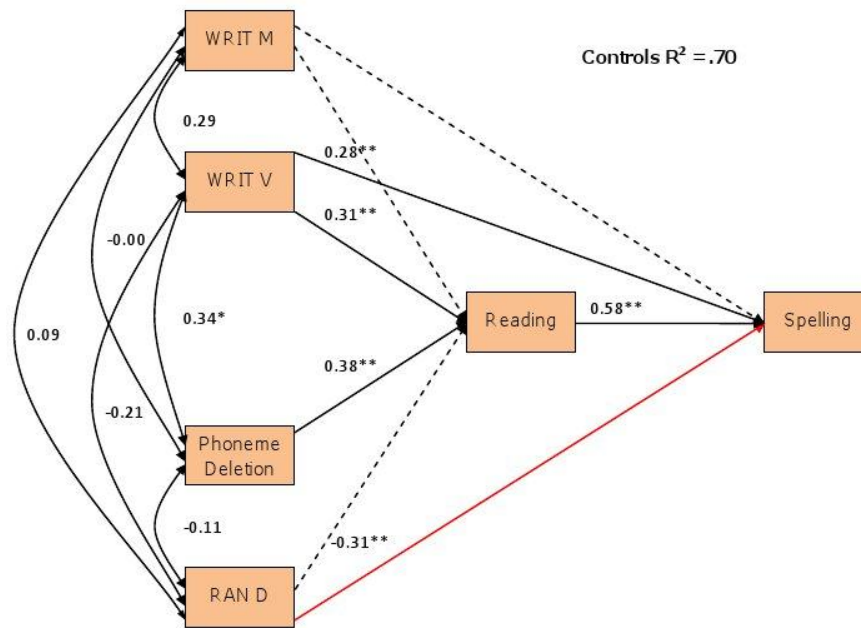 WRIT M
Controls R² = .70
0.29
0.28**
WRIT V
0.31**
-0.00
Reading
0.58**
Spelling
0.34*
0.09
0.38**
-0.21
Phoneme
Deletion
-0.11
-0.31**
RAN D